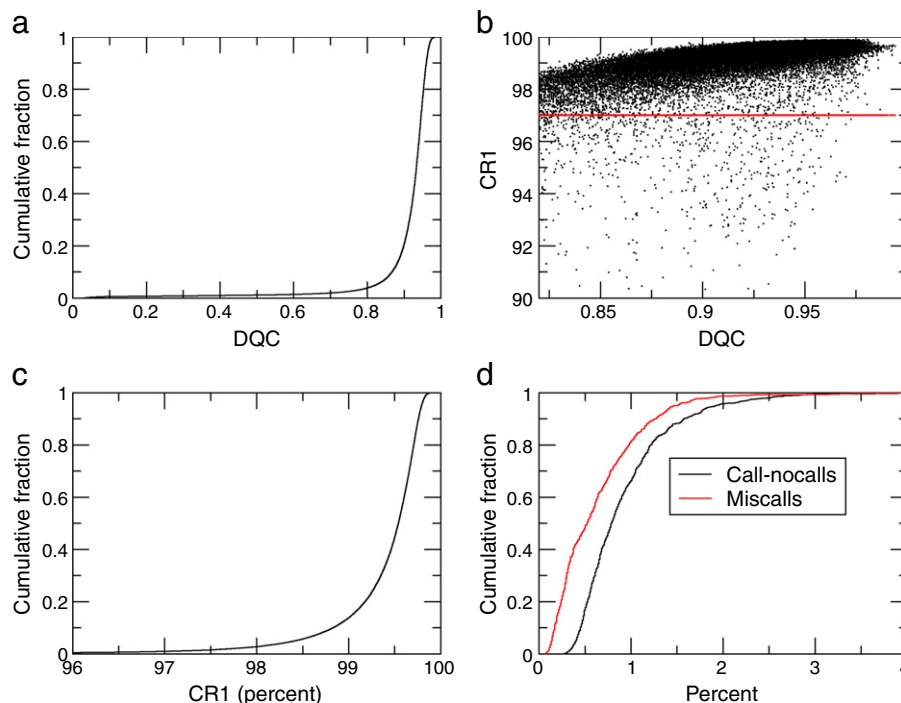 a
1
0.8
0.6
0.4
0.2
0
0 0.2 0.4 0.6 0.8 1
Cumulative fraction
DQC
b
100
98
96
94
92
90
0.85 0.9 0.95
CR1
DQC
c
1
0.8
0.6
0.4
0.2
0
96 97 98 99 100
Cumulative fraction
CR1 (percent)
d
1
0.8
0.6
0.4
0.2
0
0 1 2 3 4
Cumulative fraction
Call-nocalls
Miscalls
Percent